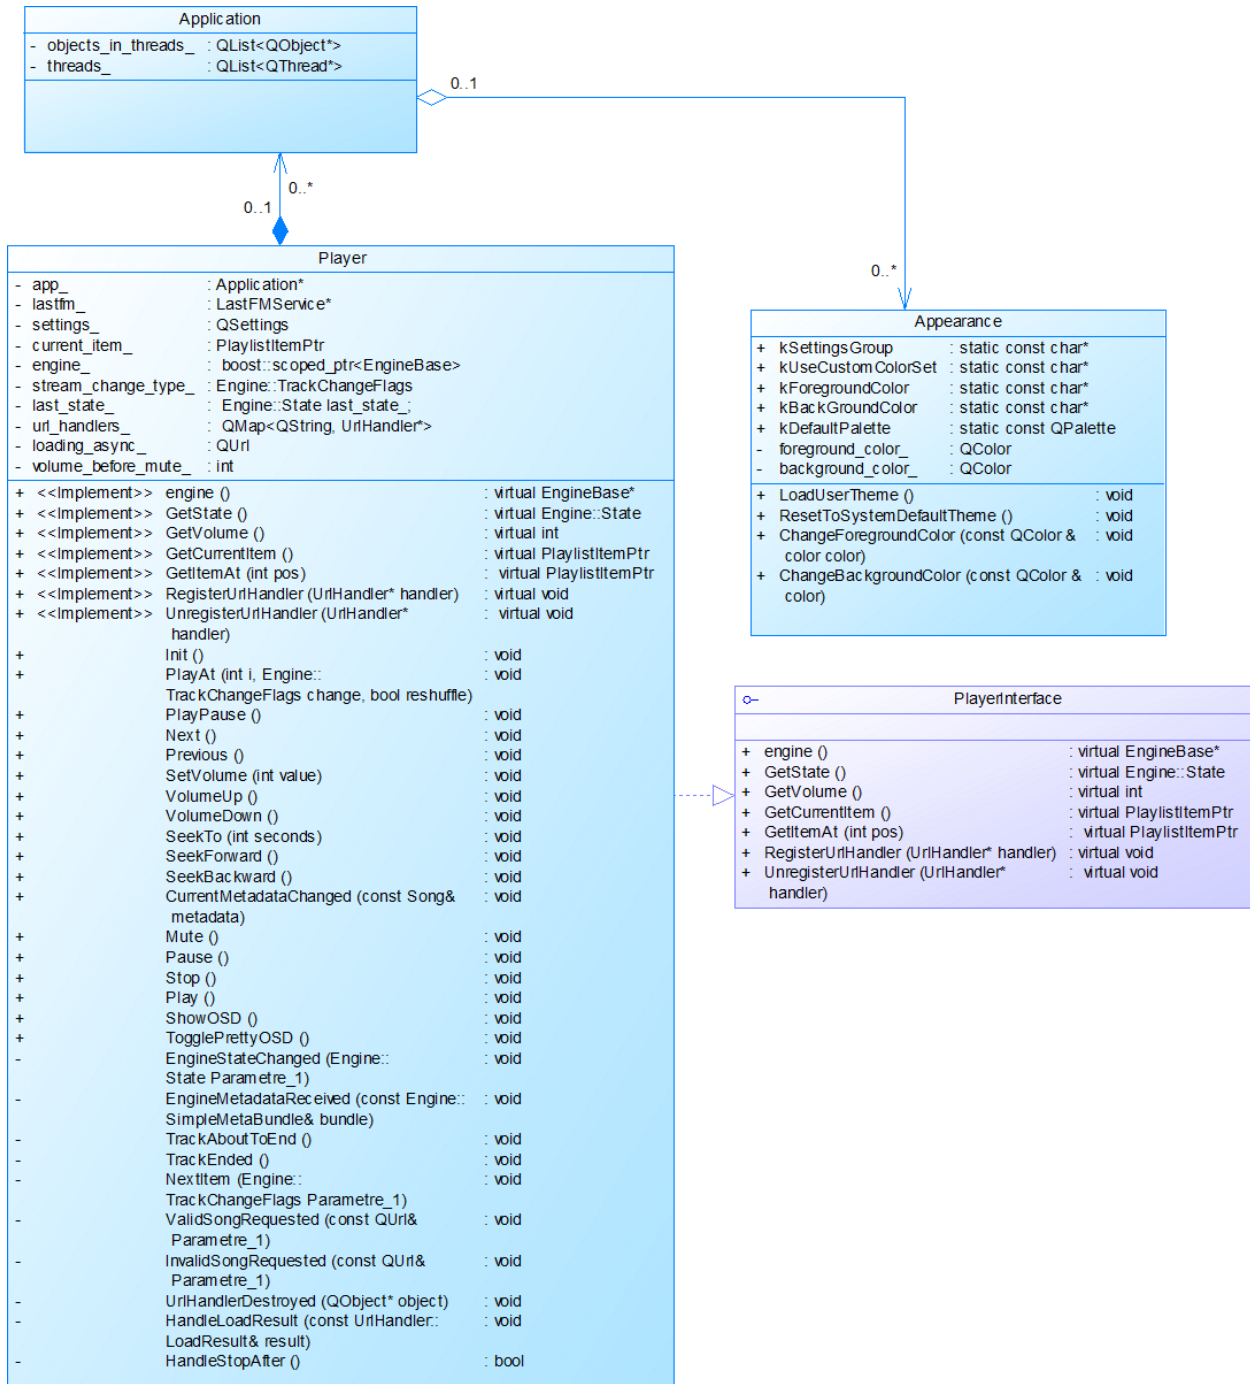 Application
- objects_in_threads_ : QList<QObject*>
- threads_ : QList<QThread*>
0..1
0..*
0..1
Player
- app_ : Application*
- lastfm_ : LastFMService*
- settings_ : QSettings
- current_item_ : PlaylistItemPtr
- engine_ : boost::scoped_ptr<EngineBase>
- stream_change_type_ : Engine::TrackChangeFlags
- last_state_ : Engine::State last_state_;
- url_handlers_ : QMap<QString, UrlHandler*>
- loading_async_ : QUrl
- volume_before_mute_ : int
+ <<Implement>> engine () : virtual EngineBase*
+ <<Implement>> GetState () : virtual Engine::State
+ <<Implement>> GetVolume () : virtual int
+ <<Implement>> GetCurrentItem () : virtual PlaylistItemPtr
+ <<Implement>> GetItemAt (int pos) : virtual PlaylistItemPtr
+ <<Implement>> RegisterUrlHandler (UrlHandler* handler) : virtual void
+ <<Implement>> UnregisterUrlHandler (UrlHandler* : virtual void
handler)
+ Init () : void
+ PlayAt (int i, Engine:: : void
TrackChangeFlags change, bool reshuffle)
+ PlayPause () : void
+ Next () : void
+ Previous () : void
+ SetVolume (int value) : void
+ VolumeUp () : void
+ VolumeDown () : void
+ SeekTo (int seconds) : void
+ SeekForward () : void
+ SeekBackward () : void
+ CurrentMetadataChanged (const Song& : void
metadata)
+ Mute () : void
+ Pause () : void
+ Stop () : void
+ Play () : void
+ ShowOSD () : void
+ TogglePrettyOSD () : void
- EngineStateChanged (Engine:: : void
State Parametre_1)
- EngineMetadataReceived (const Engine:: : void
SimpleMetaBundle& bundle)
- TrackAboutToEnd () : void
- TrackEnded () : void
- NextItem (Engine:: : void
TrackChangeFlags Parametre_1)
- ValidSongRequested (const QUrl& : void
Parametre_1)
- InvalidSongRequested (const QUrl& : void
Parametre_1)
- UrlHandlerDestroyed (QObject* object) : void
- HandleLoadResult (const UrlHandler:: : void
LoadResult& result)
- HandleStopAfter () : bool
0..*
Appearance
+ kSettingsGroup : static const char*
+ kUseCustomColorSet : static const char*
+ kForegroundColor : static const char*
+ kBackGroundColor : static const char*
+ kDefaultPalette : static const QPalette
- foreground_color_ : QColor
- background_color_ : QColor
+ LoadUserTheme () : void
+ ResetToSystemDefaultTheme () : void
+ ChangeForegroundColor (const QColor & : void
color color)
+ ChangeBackgroundColor (const QColor & : void
color)
PlayerInterface
+ engine () : virtual EngineBase*
+ GetState () : virtual Engine::State
+ GetVolume () : virtual int
+ GetCurrentItem () : virtual PlaylistItemPtr
+ GetItemAt (int pos) : virtual PlaylistItemPtr
+ RegisterUrlHandler (UrlHandler* handler) : virtual void
+ UnregisterUrlHandler (UrlHandler* : virtual void
handler)